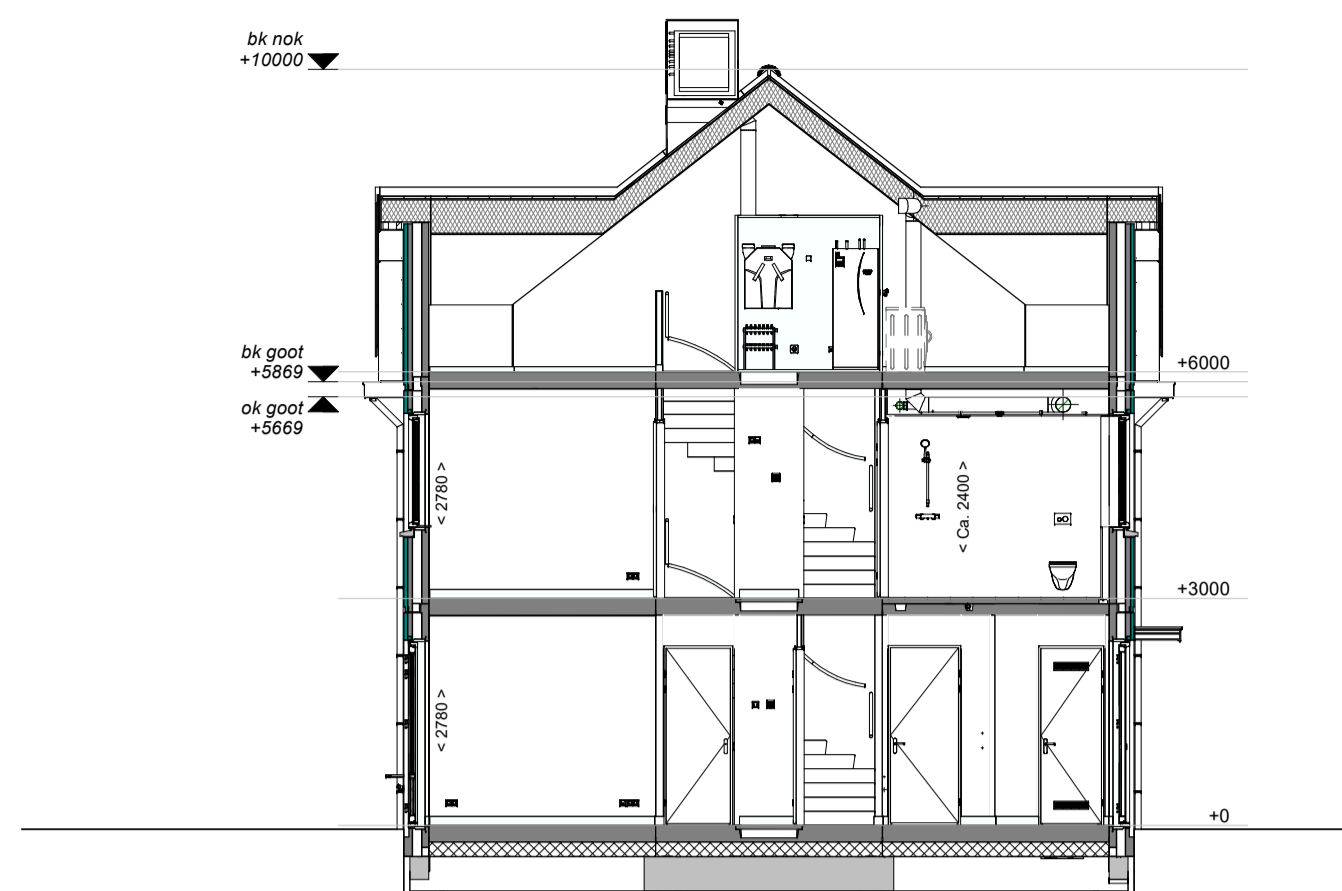 bk nok
+10000
bk goot
+5869
+6000
ok goot
+5669
< 2780 >
< Ca. 2400 >
+3000
< 2780 >
+0